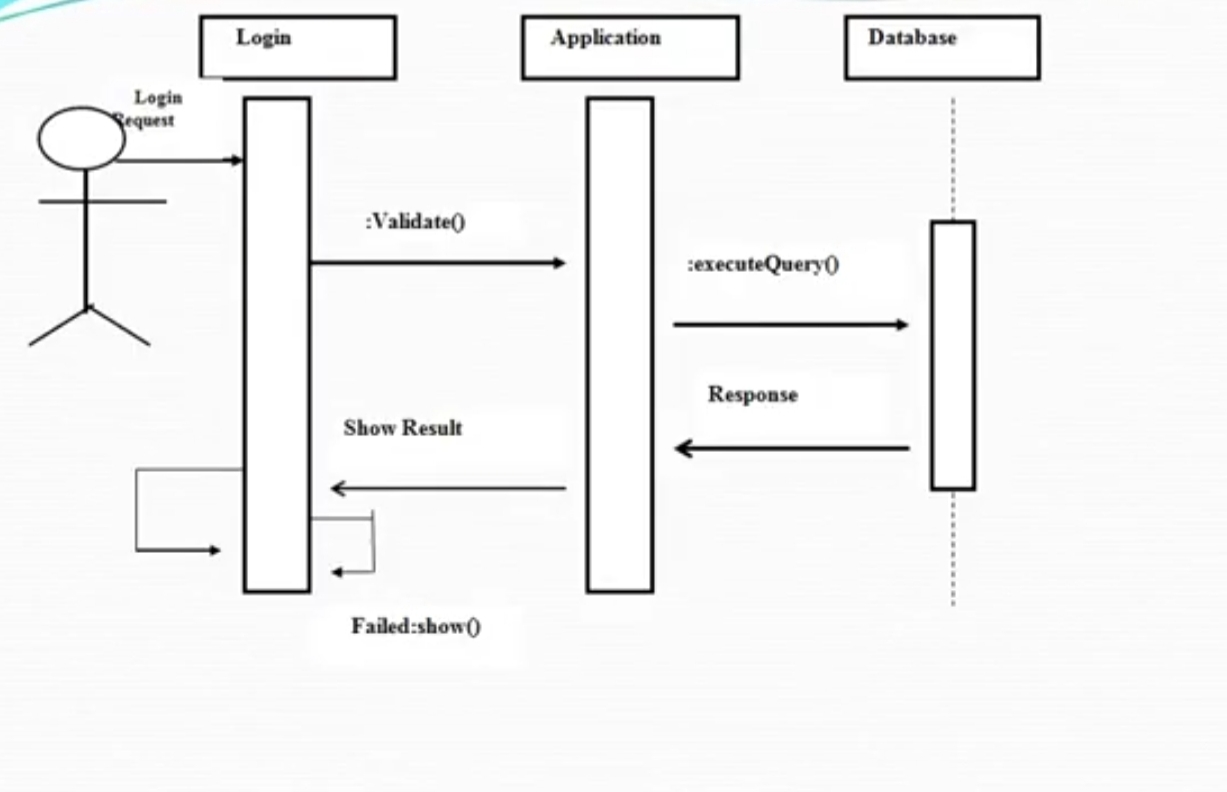 Login
Application
Database
Login
Request
:Validate()
:executeQuery()
Response
Show Result
Failed:show()